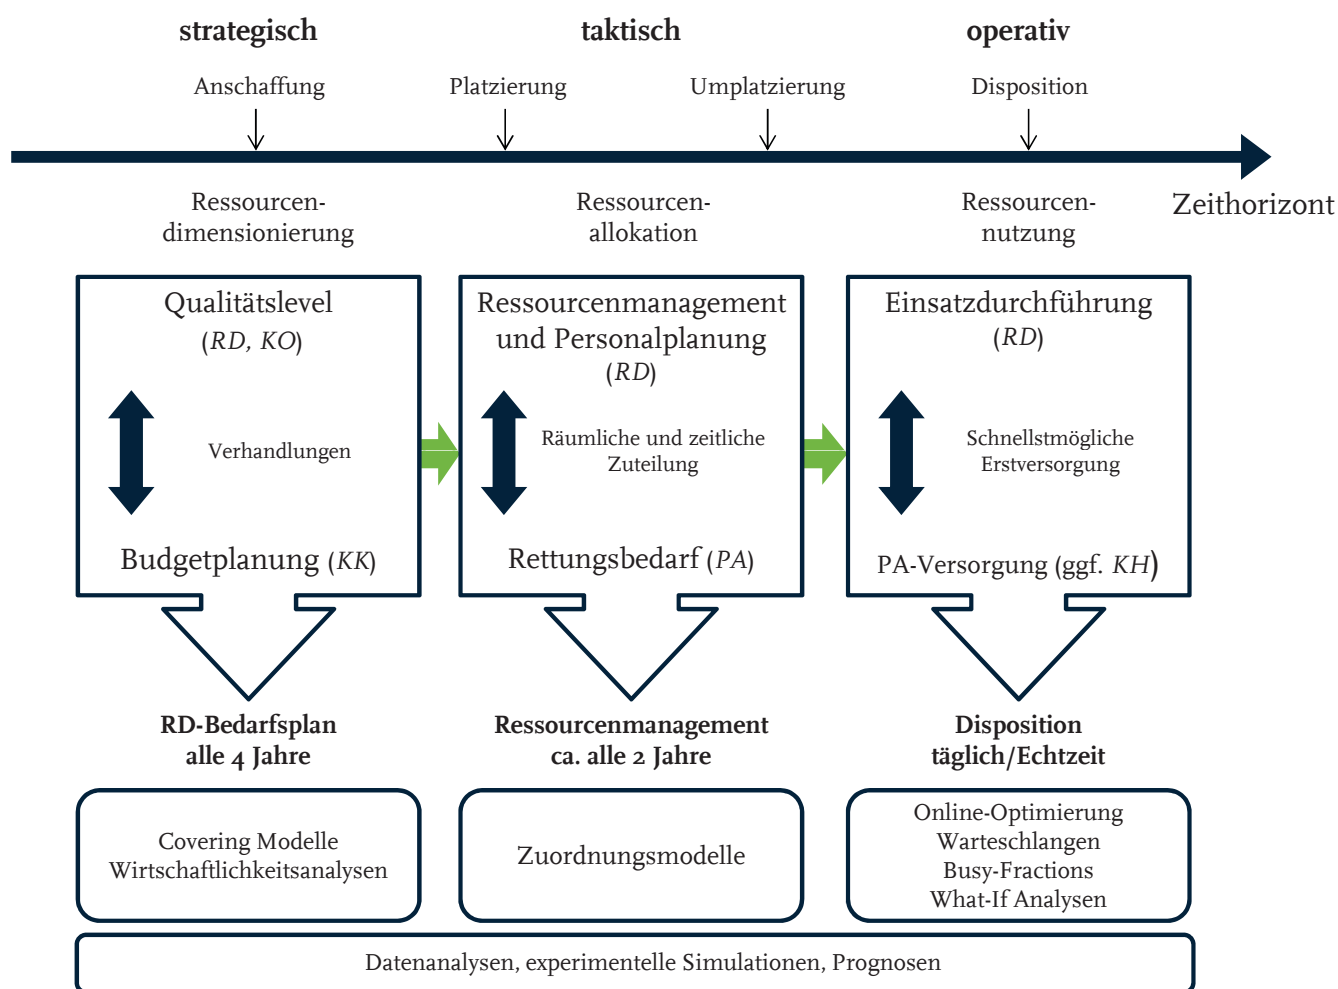 strategisch
taktisch
operativ
Anschaffung
Platzierung
Umplatzierung
Disposition
Zeithorizont
Ressourcen-
dimensionierung
Ressourcen-
allokation
Ressourcen-
nutzung
Qualitätslevel
(RD, KO)
Verhandlungen
Budgetplanung (KK)
Ressourcenmanagement
und Personalplanung
(RD)
Räumliche und zeitliche
Zuteilung
Rettungsbedarf (PA)
Einsatzdurchführung
(RD)
Schnellstmögliche
Erstversorgung
PA-Versorgung (ggf. KH)
RD-Bedarfsplan
alle 4 Jahre
Ressourcenmanagement
ca. alle 2 Jahre
Disposition
täglich/Echtzeit
Covering Modelle
Wirtschaftlichkeitsanalysen
Zuordnungsmodelle
Online-Optimierung
Warteschlangen
Busy-Fractions
What-If Analysen
Datenanalysen, experimentelle Simulationen, Prognosen